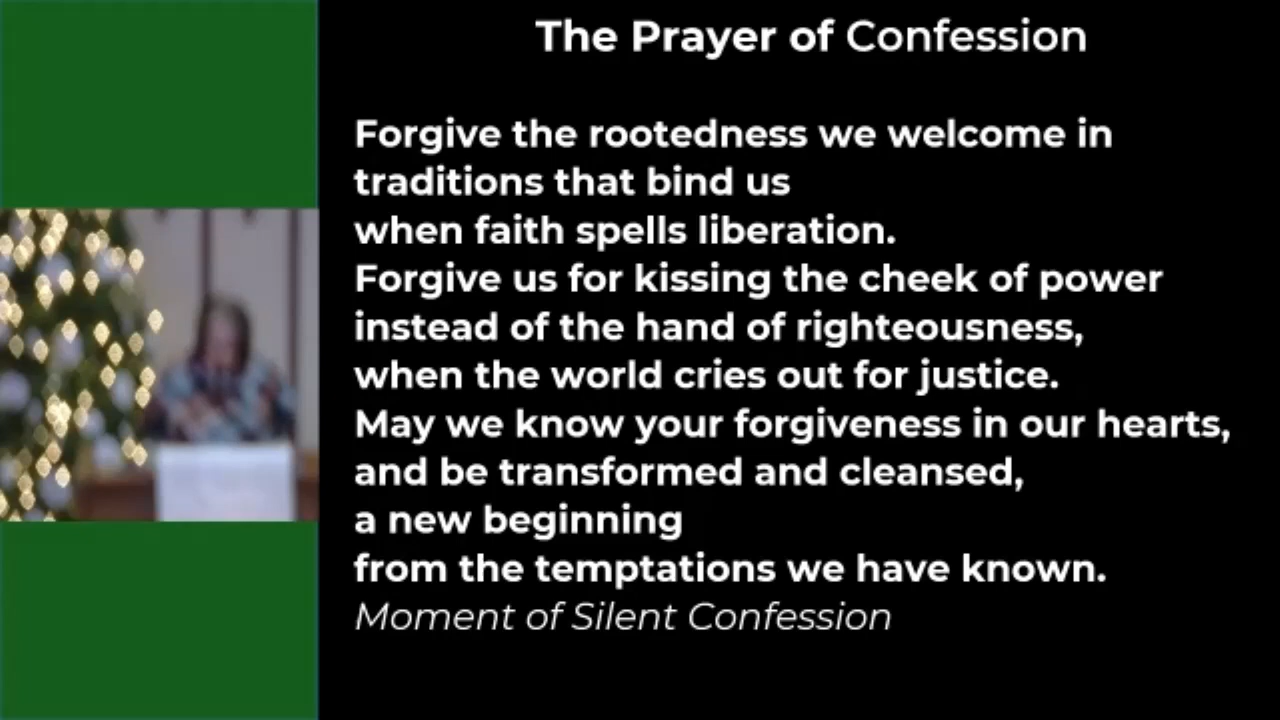 The Prayer of Confession
Forgive the rootedness we welcome in
traditions that bind us
when faith spells liberation.
Forgive us for kissing the cheek of power
instead of the hand of righteousness,
when the world cries out for justice.
May we know your forgiveness in our hearts,
and be transformed and cleansed,
a new beginning
from the temptations we have known.
Moment of Silent Confession